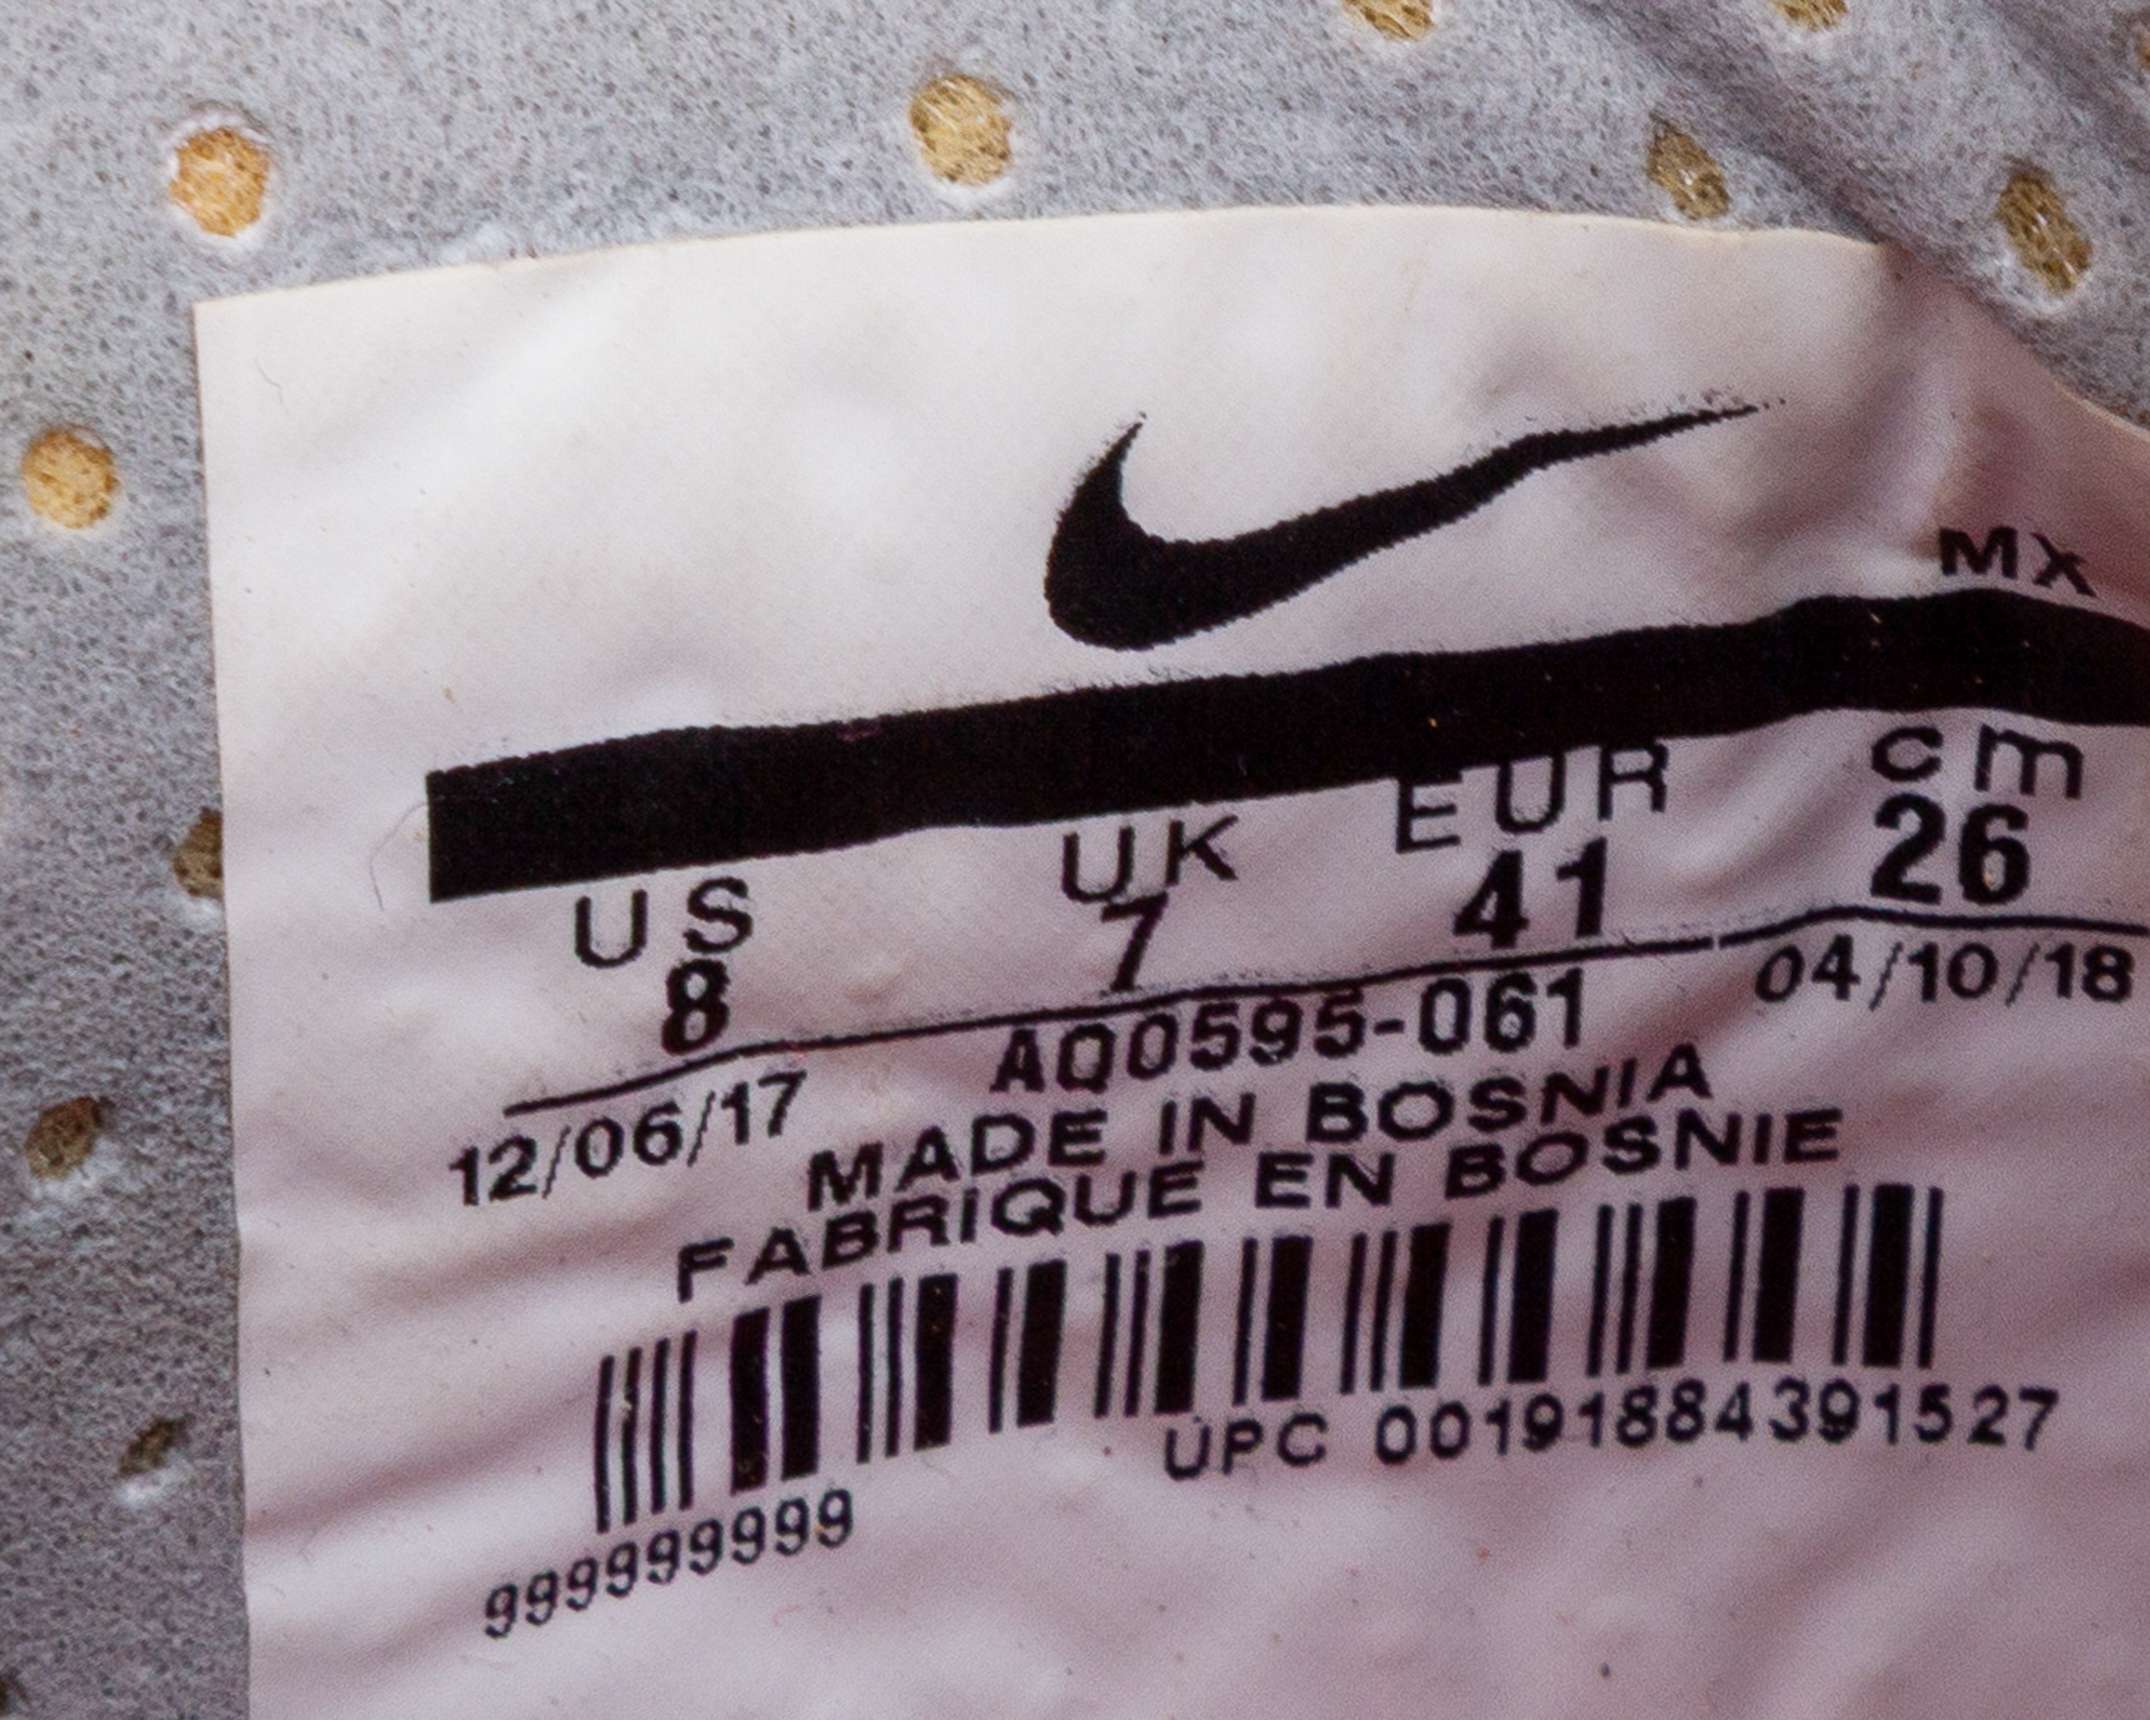 MX
US UK EUR cm
8 7 41 26
12/06/17 AQ0595-061 04/10/18
MADE IN BOSNIA
FABRIQUE EN BOSNIE
UPC 00191884391527
999999999